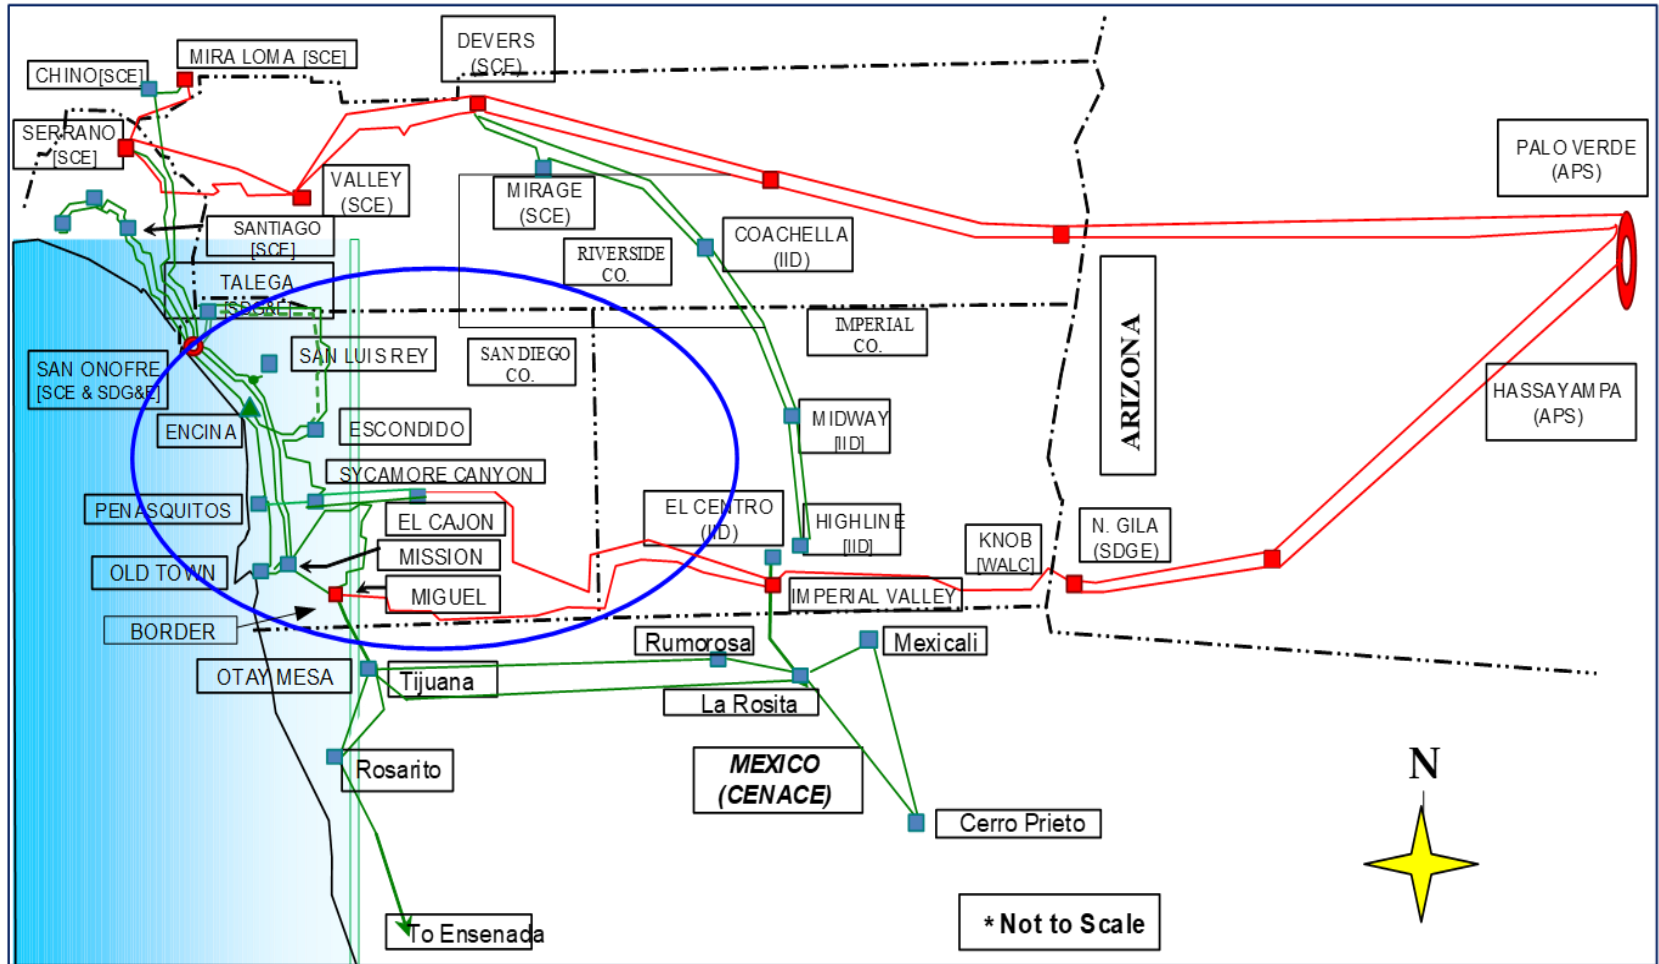 MIRA LOMA [SCE]
DEVERS
(SCE)
CHINO[SCE]
SERRANO
[SCE]
VALLEY
(SCE)
MIRAGE
(SCE)
PALO VERDE
(APS)
SANTIAGO
[SCE]
RIVERSIDE
CO.
COACHELLA
(IID)
TALEGA
[SDG&E]
IMPERIAL
CO.
SAN LUIS REY
SAN DIEGO
CO.
SAN ONOFRE
[SCE & SDG&E]
ARIZONA
HASSAYAMPA
(APS)
ENCINA
ESCONDIDO
MIDWAY
[IID]
SYCAMORE CANYON
PENASQUITOS
EL CAJON
EL CENTRO
(IID)
HIGHLINE
[IID]
KNOB
[WALC]
N. GILA
(SDGE)
MISSION
OLD TOWN
MIGUEL
IMPERIAL VALLEY
BORDER
Rumorosa
Mexicali
OTAY MESA
Tijuana
La Rosita
Rosarito
MEXICO
(CENACE)
N
Cerro Prieto
To Ensenada
* Not to Scale